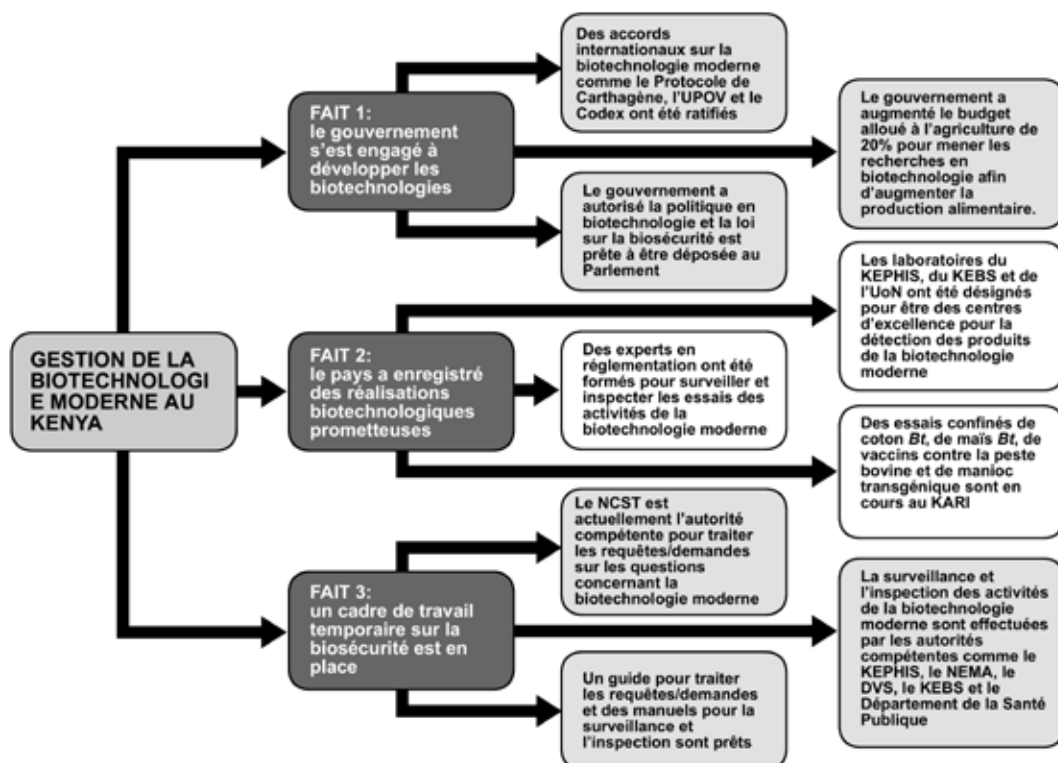 GESTION DE LA
BIOTECHNOLOGI
E MODERNE AU
KENYA
FAIT 1:
le gouvernement
s'est engagé à
développer les
biotechnologies
Des accords
internationaux sur la
biotechnologie moderne
comme le Protocole de
Carthagène, l'UPOV et le
Codex ont été ratifiés
Le gouvernement a
augmenté le budget
alloué à l'agriculture de
20% pour mener les
recherches en
biotechnologie afin
d'augmenter la
production alimentaire.
Le gouvernement a
autorisé la politique en
biotechnologie et la loi
sur la biosécurité est
prête à être déposée au
Parlement
FAIT 2:
le pays a enregistré
des réalisations
biotechnologiques
prometteuses
Les laboratoires du
KEPHIS, du KEBS et de
l'UoN ont été désignés
pour être des centres
d'excellence pour la
détection des produits
de la biotechnologie
moderne
Des experts en
réglementation ont été
formés pour surveiller et
inspecter les essais des
activités de la
biotechnologie moderne
Des essais confinés de
coton Bt, de maïs Bt, de
vaccins contre la peste
bovine et de manioc
transgénique sont en
cours au KARI
FAIT 3:
un cadre de travail
temporaire sur la
biosécurité est en
place
Le NCST est
actuellement l'autorité
compétente pour traiter
les requêtes/demandes
sur les questions
concernant la
biotechnologie moderne
La surveillance et
l'inspection des activités
de la biotechnologie
moderne sont effectuées
par les autorités
compétentes comme le
KEPHIS, le NEMA, le
DVS, le KEBS et le
Département de la Santé
Publique
Un guide pour traiter
les requêtes/demandes
et des manuels pour la
surveillance et
l'inspection sont prêts